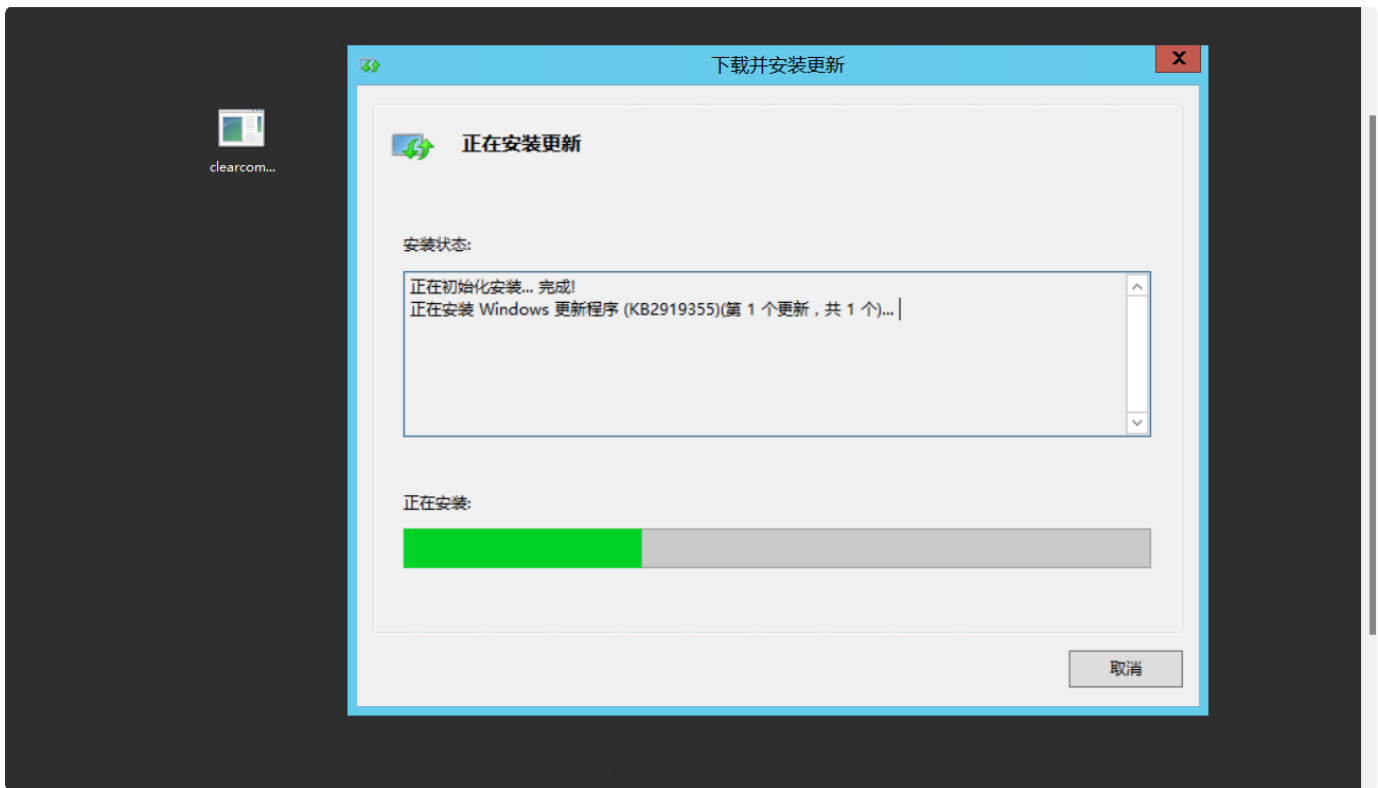 下载并安装更新
X
clearcom...
正在安装更新
安装状态:
正在初始化安装... 完成!
正在安装 Windows 更新程序 (KB2919355)(第 1 个更新，共 1 个)...
正在安装:
取消